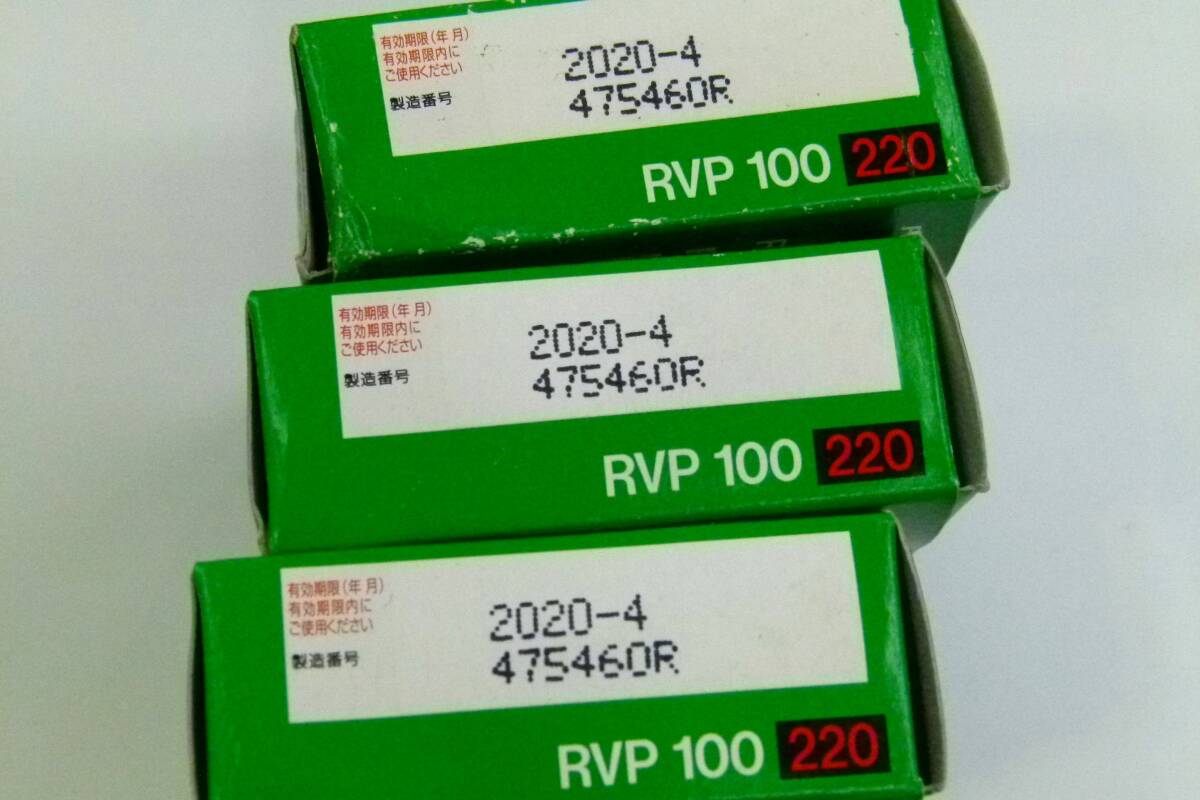 有効期限(年月)
有効期限内に
ご使用ください
製造番号
2020-4
475460R
RVP 100 220
有効期限(年月)
有効期限内に
ご使用ください
製造番号
2020-4
475460R
RVP 100 220
有効期限(年月)
有効期限内に
ご使用ください
製造番号
2020-4
475460R
RVP 100 220